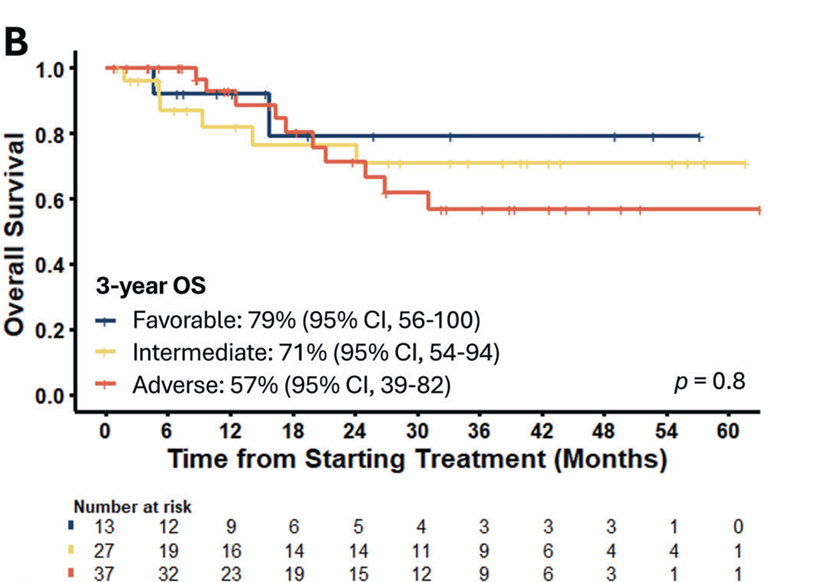 B
Overall Survival
1.0
0.8
0.6
0.4
0.2
0.0
3-year OS
Favorable: 79% (95% CI, 56-100)
Intermediate: 71% (95% CI, 54-94)
Adverse: 57% (95% CI, 39-82)
p = 0.8
0 6 12 18 24 30 36 42 48 54 60
Time from Starting Treatment (Months)
Number at risk
13 12 9 6 5 4 3 3 3 1 0
27 19 16 14 14 11 9 6 4 4 1
37 32 23 19 15 12 9 6 3 1 1